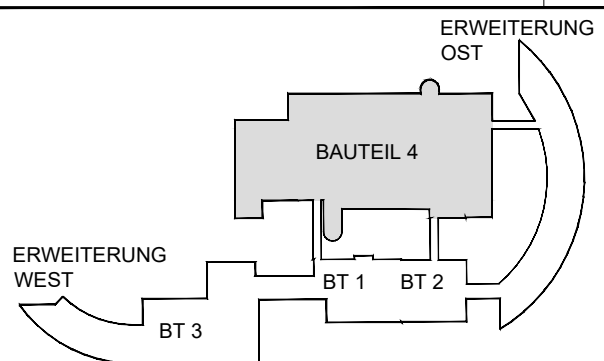 ERWEITERUNG
OST
BAUTEIL 4
ERWEITERUNG
WEST
BT 1
BT 2
BT 3